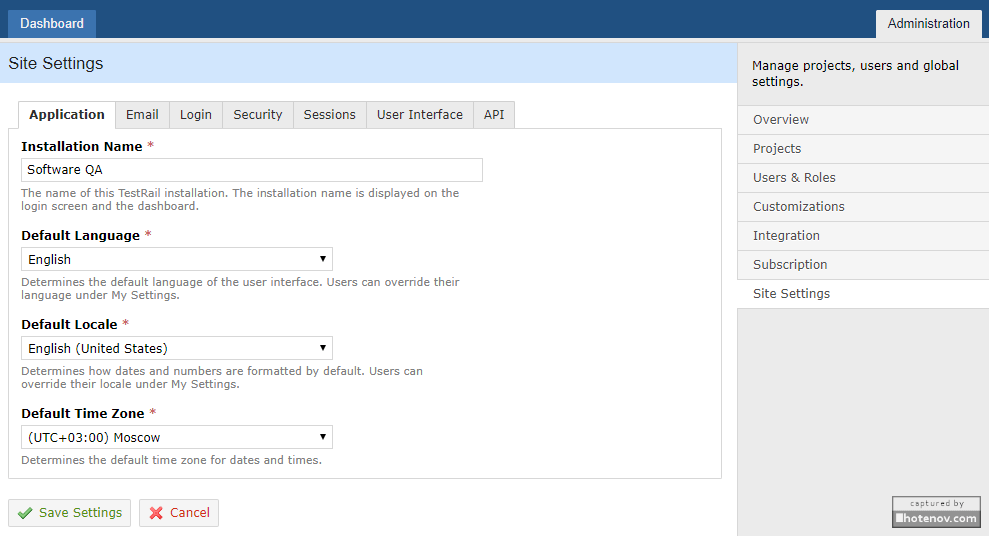 Dashboard
Administration
Site Settings
Manage projects, users and global
settings.
Application Email Login Security Sessions User Interface API
Installation Name *
Software QA
The name of this TestRail installation. The installation name is displayed on the
login screen and the dashboard.
Default Language *
English
Determines the default language of the user interface. Users can override their
language under My Settings.
Default Locale *
English (United States)
Determines how dates and numbers are formatted by default. Users can
override their locale under My Settings.
Default Time Zone *
(UTC+03:00) Moscow
Determines the default time zone for dates and times.
Save Settings
Cancel
Overview
Projects
Users & Roles
Customizations
Integration
Subscription
Site Settings
captured by
hotenov.com